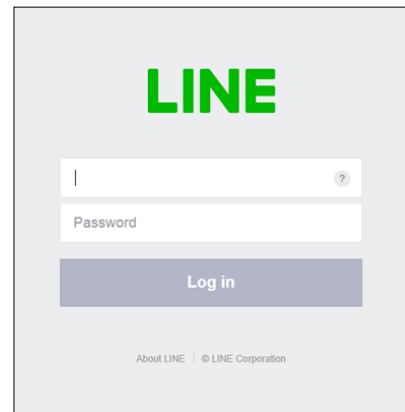 LINE
?
Password
Log in
About LINE | © LINE Corporation